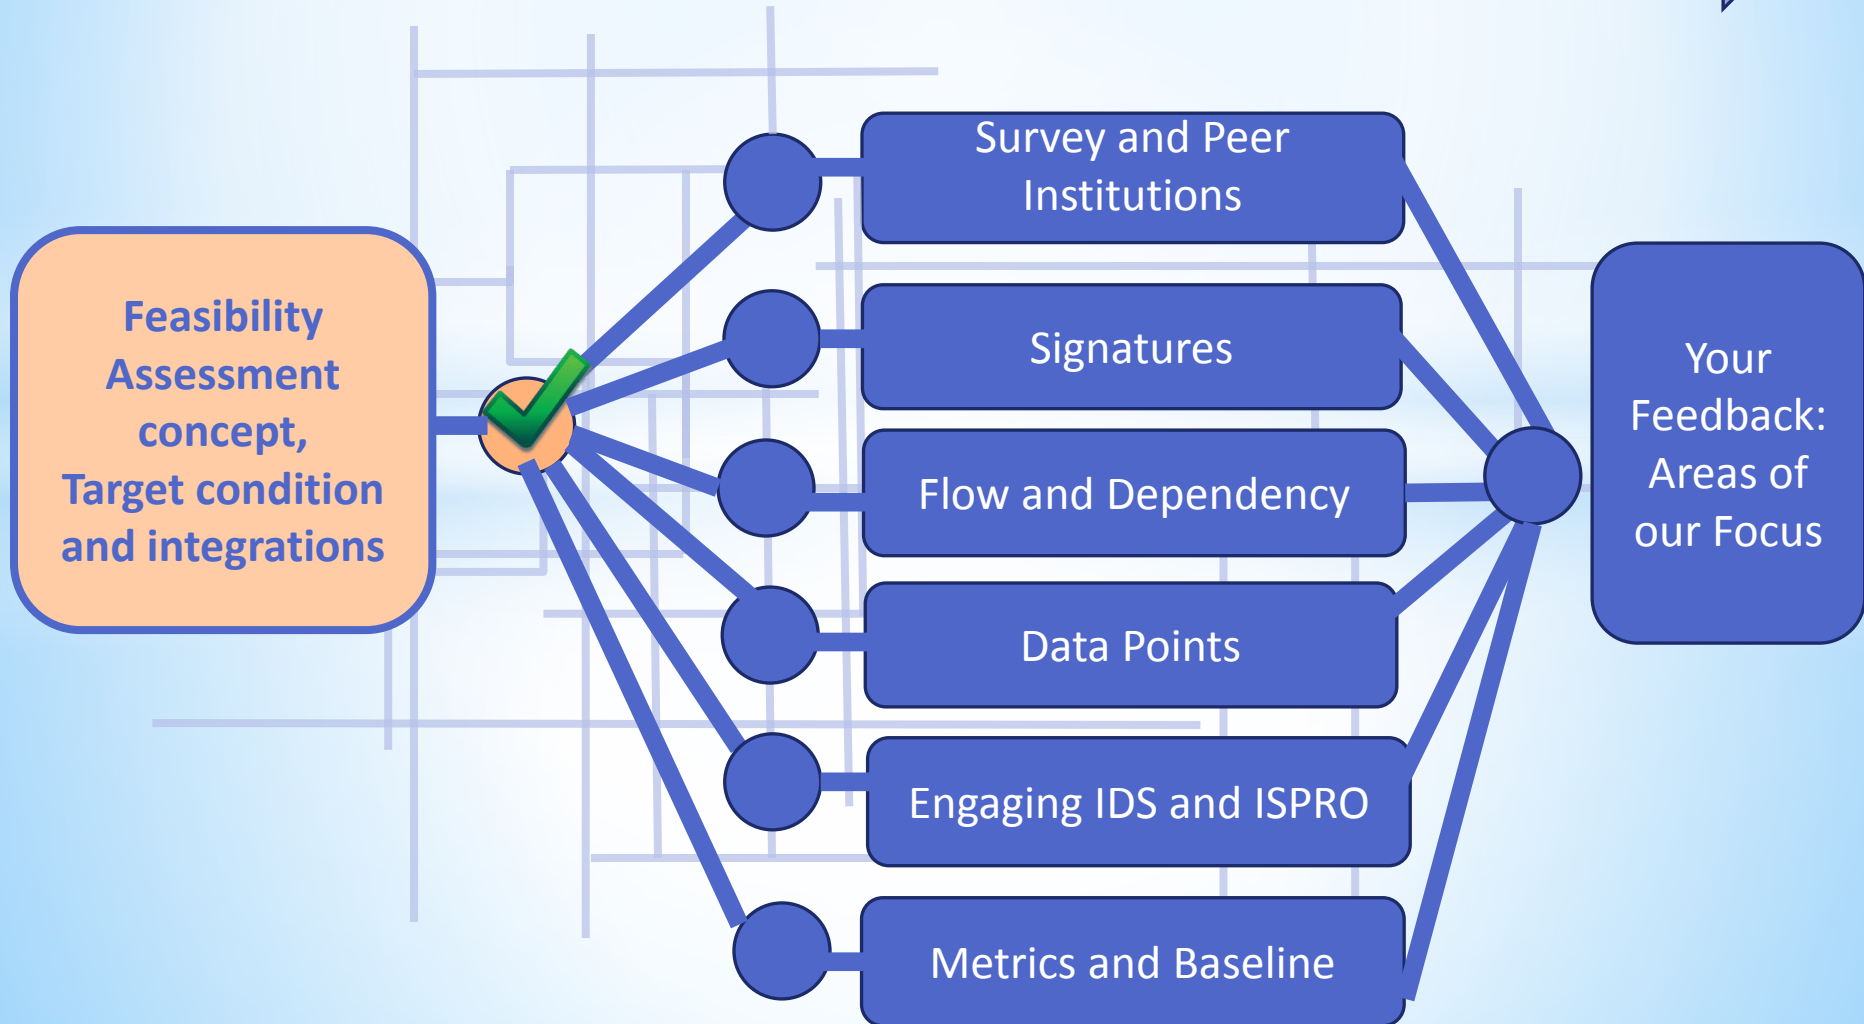 Feasibility
Assessment
concept,
Target condition
and integrations
Survey and Peer
Institutions
Signatures
Flow and Dependency
Data Points
Engaging IDS and ISPRO
Metrics and Baseline
Your
Feedback:
Areas of
our Focus